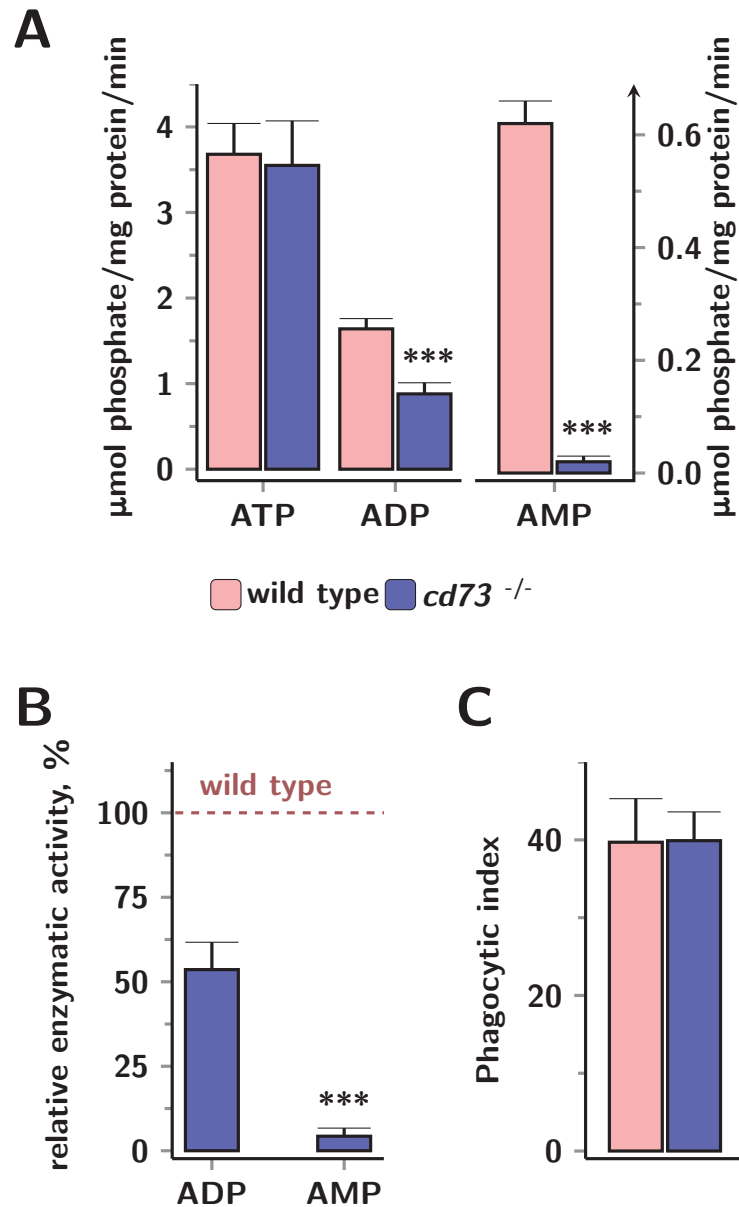 A
µmol phosphate/mg protein/min
4
3
2
1
0
***
ATP
ADP
***
AMP
0.6
0.4
0.2
0.0
µmol phosphate/mg protein/min
wild type
cd73 -/-
B
relative enzymatic activity, %
100
75
50
25
0
wild type
***
ADP
AMP
C
Phagocytic index
40
20
0